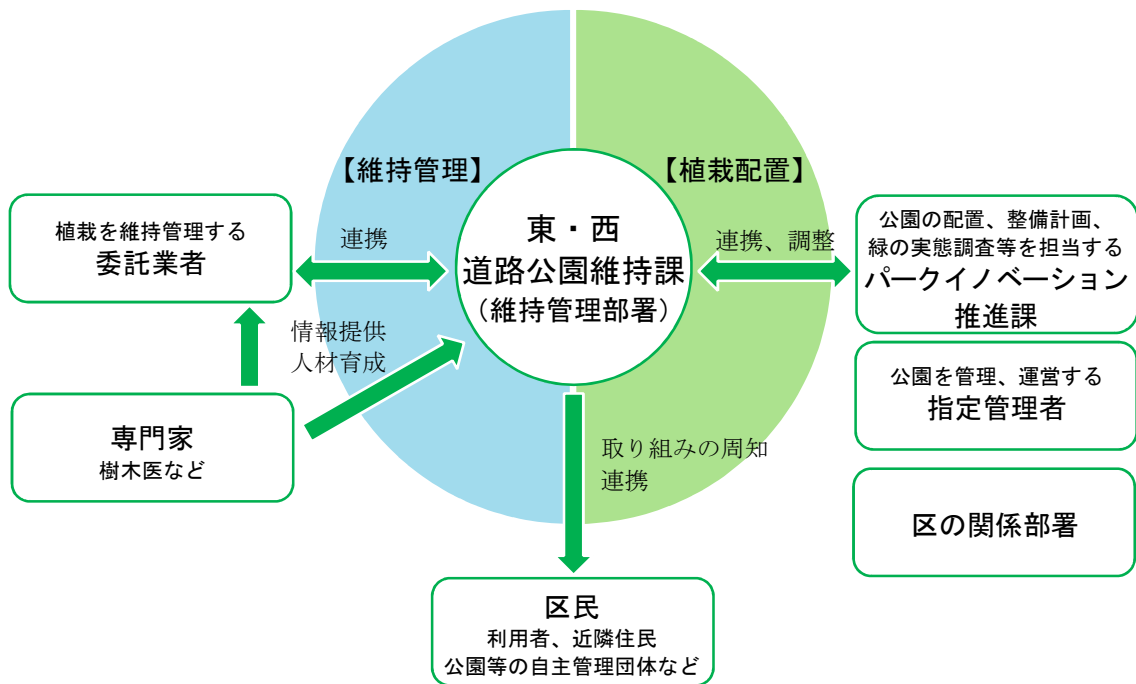 【維持管理】
【植栽配置】
東・西
道路公園維持課
（維持管理部署）
植栽を維持管理する
委託業者
連携
連携、調整
公園の配置、整備計画、
緑の実態調査等を担当する
パークイノベーション
推進課
情報提供
人材育成
公園を管理、運営する
指定管理者
専門家
樹木医など
取り組みの周知
連携
区の関係部署
区民
利用者、近隣住民
公園等の自主管理団体など